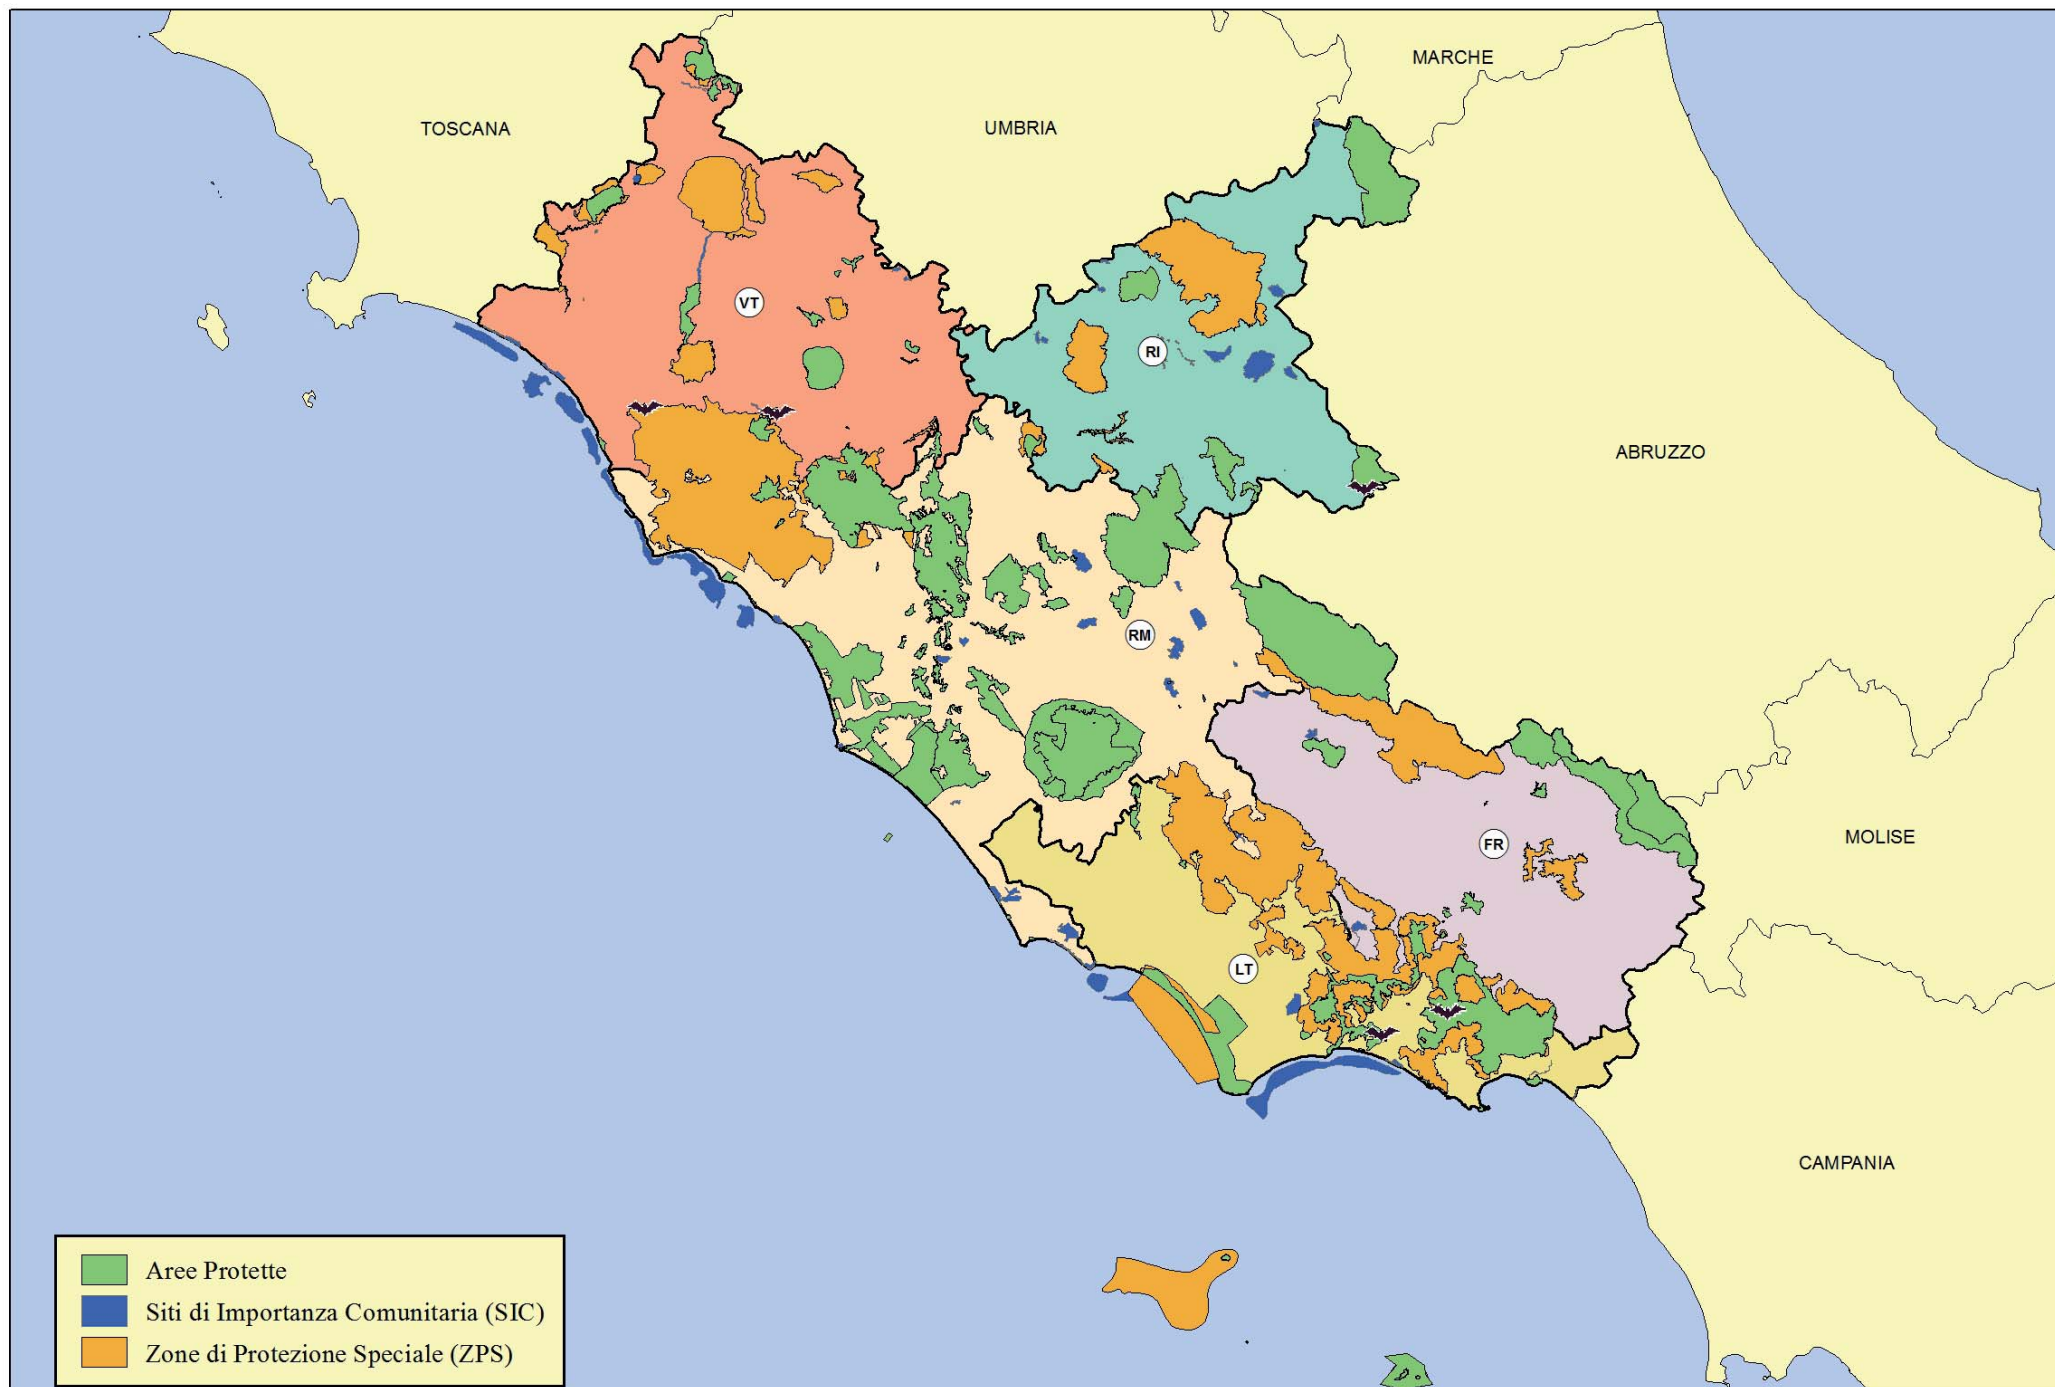 MARCHE
TOSCANA
UMBRIA
VT
RI
ABRUZZO
RM
MOLISE
FR
LT
CAMPANIA
Aree Protette
Siti di Importanza Comunitaria (SIC)
Zone di Protezione Speciale (ZPS)